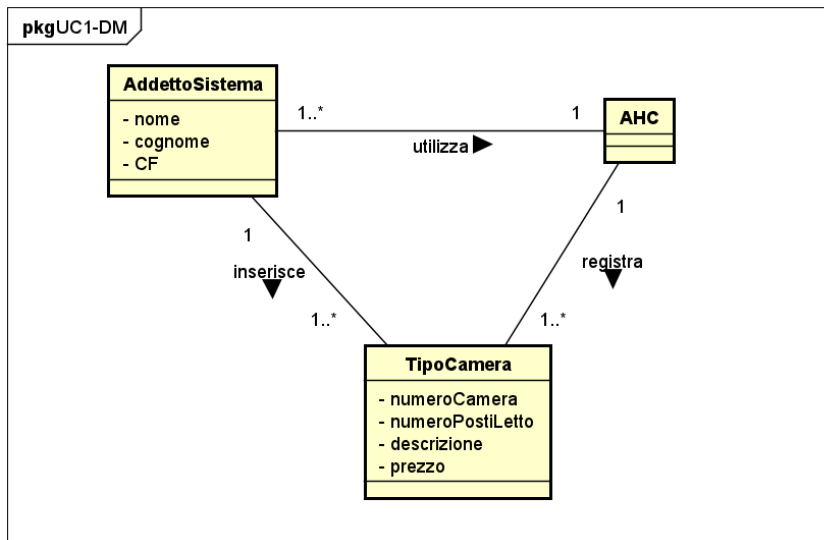 pkgUC1-DM
AddettoSistema
- nome
- cognome
- CF
1..*
1
utilizza
AHC
1
inserisce
1..*
1
registra
1..*
TipoCamera
- numeroCamera
- numeroPostiLetto
- descrizione
- prezzo